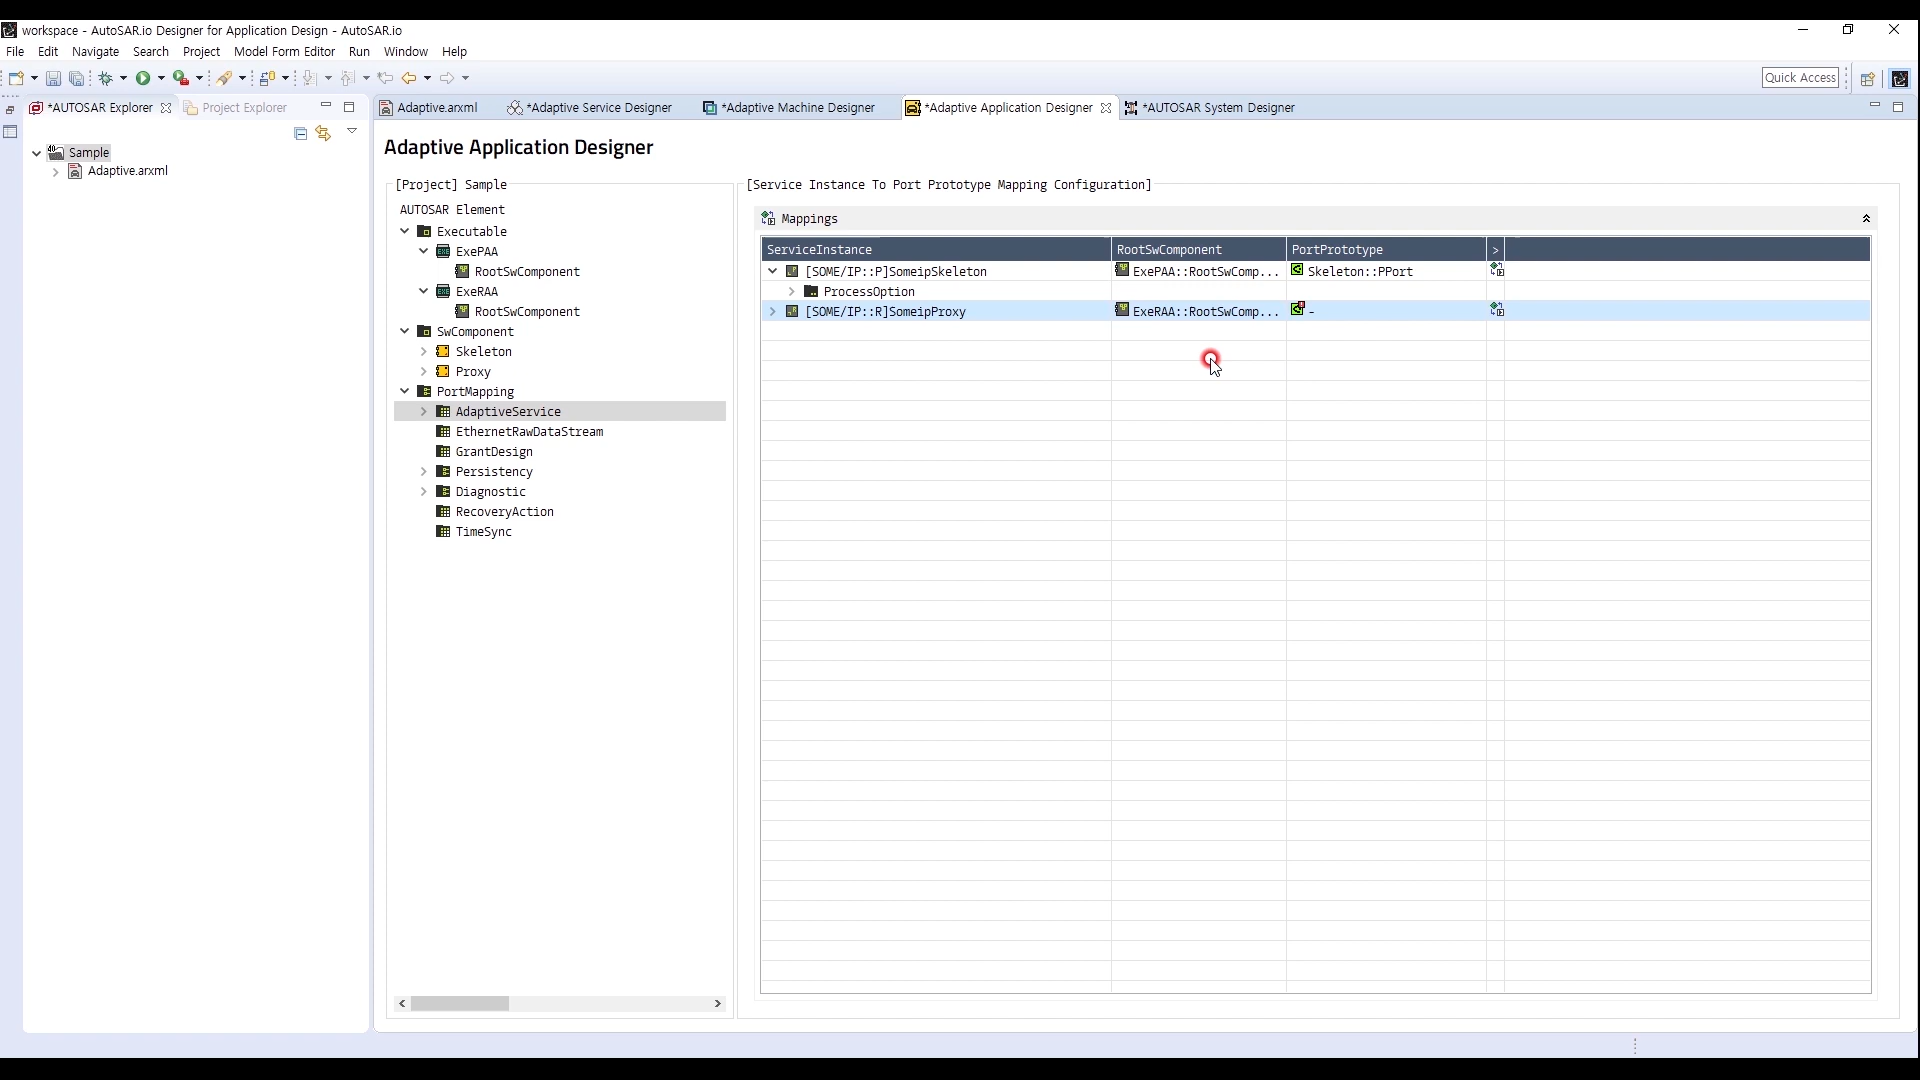 workspace - AutoSAR.io Designer for Application Design - AutoSAR.io
File Edit Navigate Search Project Model Form Editor Run Window Help
Quick Access
*AUTOSAR Explorer Project Explorer
Adaptive.arxml *Adaptive Service Designer *Adaptive Machine Designer *Adaptive Application Designer *AUTOSAR System Designer
Sample
Adaptive.arxml
Adaptive Application Designer
[Project] Sample
AUTOSAR Element
Executable
ExePAA
RootSwComponent
ExeRAA
RootSwComponent
SwComponent
Skeleton
Proxy
PortMapping
AdaptiveService
EthernetRawDataStream
GrantDesign
Persistency
Diagnostic
RecoveryAction
TimeSync
[Service Instance To Port Prototype Mapping Configuration]
Mappings
ServiceInstance RootSwComponent PortPrototype >
[SOME/IP::P]SomeipSkeleton ExePAA::RootSwComp... Skeleton::PPort
ProcessOption
[SOME/IP::R]SomeipProxy ExeRAA::RootSwComp... -